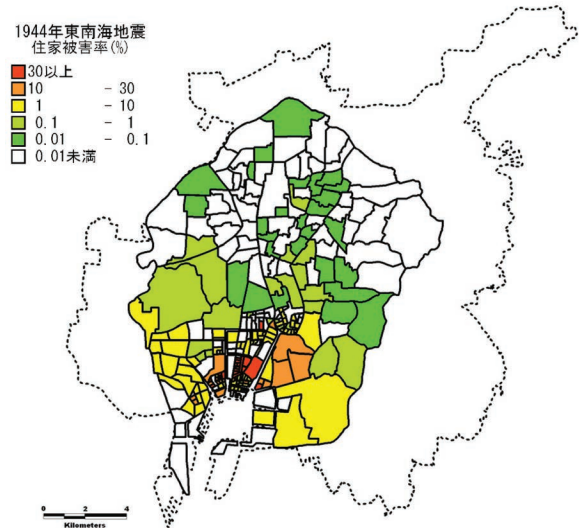 1944年東南海地震
住家被害率(%)
30以上
10 - 30
1 - 10
0.1 - 1
0.01 - 0.1
0.01未満
0 2 4
Kilometers